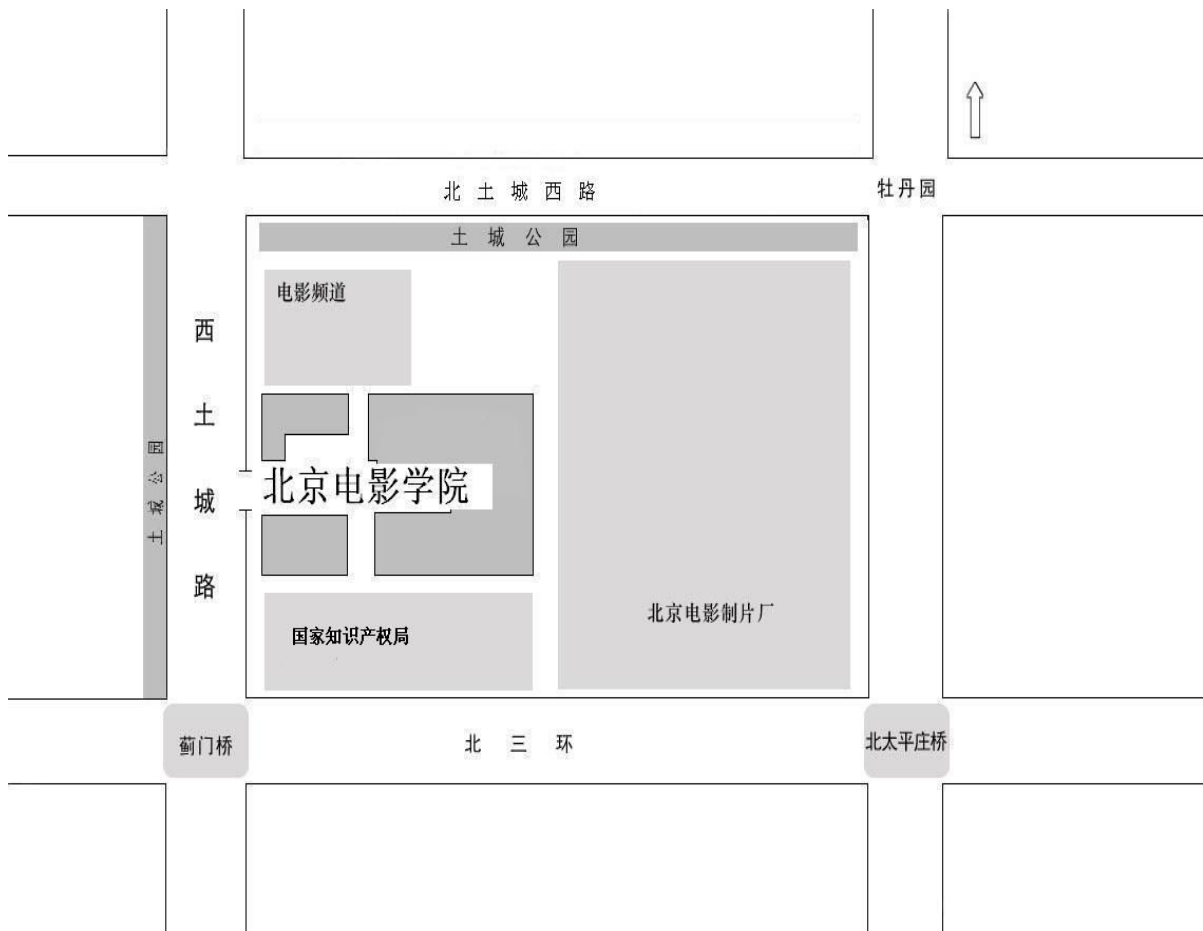 北土城西路
牡丹园
土城公园
电影频道
西土城路
土城公园
北京电影学院
北京电影制片厂
国家知识产权局
蓟门桥
北三环
北太平庄桥